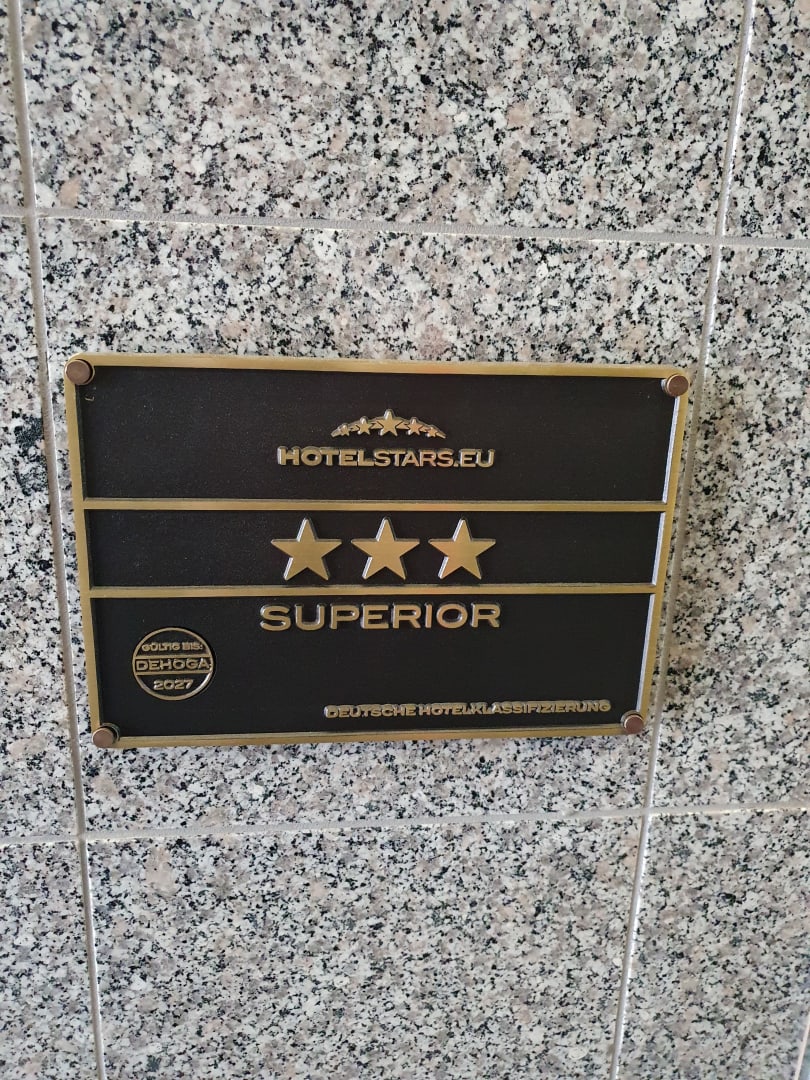 HOTELSTARS.EU
SUPERIOR
GÜLTIG BIS:
DEHOGA
2027
DEUTSCHE HOTELKLASSIFIZIERUNG